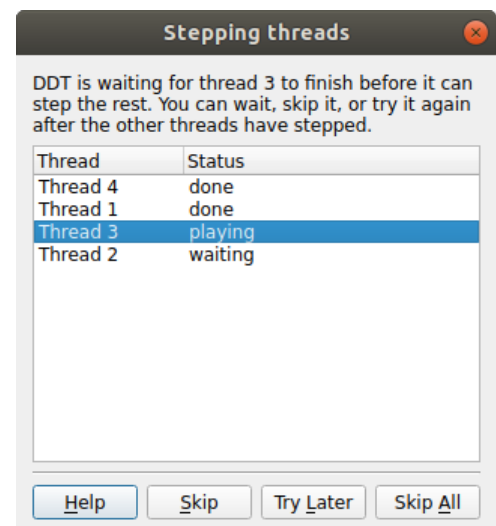 Stepping threads
DDT is waiting for thread 3 to finish before it can
step the rest. You can wait, skip it, or try it again
after the other threads have stepped.
Thread Status
Thread 4 done
Thread 1 done
Thread 3 playing
Thread 2 waiting
Help Skip Try Later Skip All